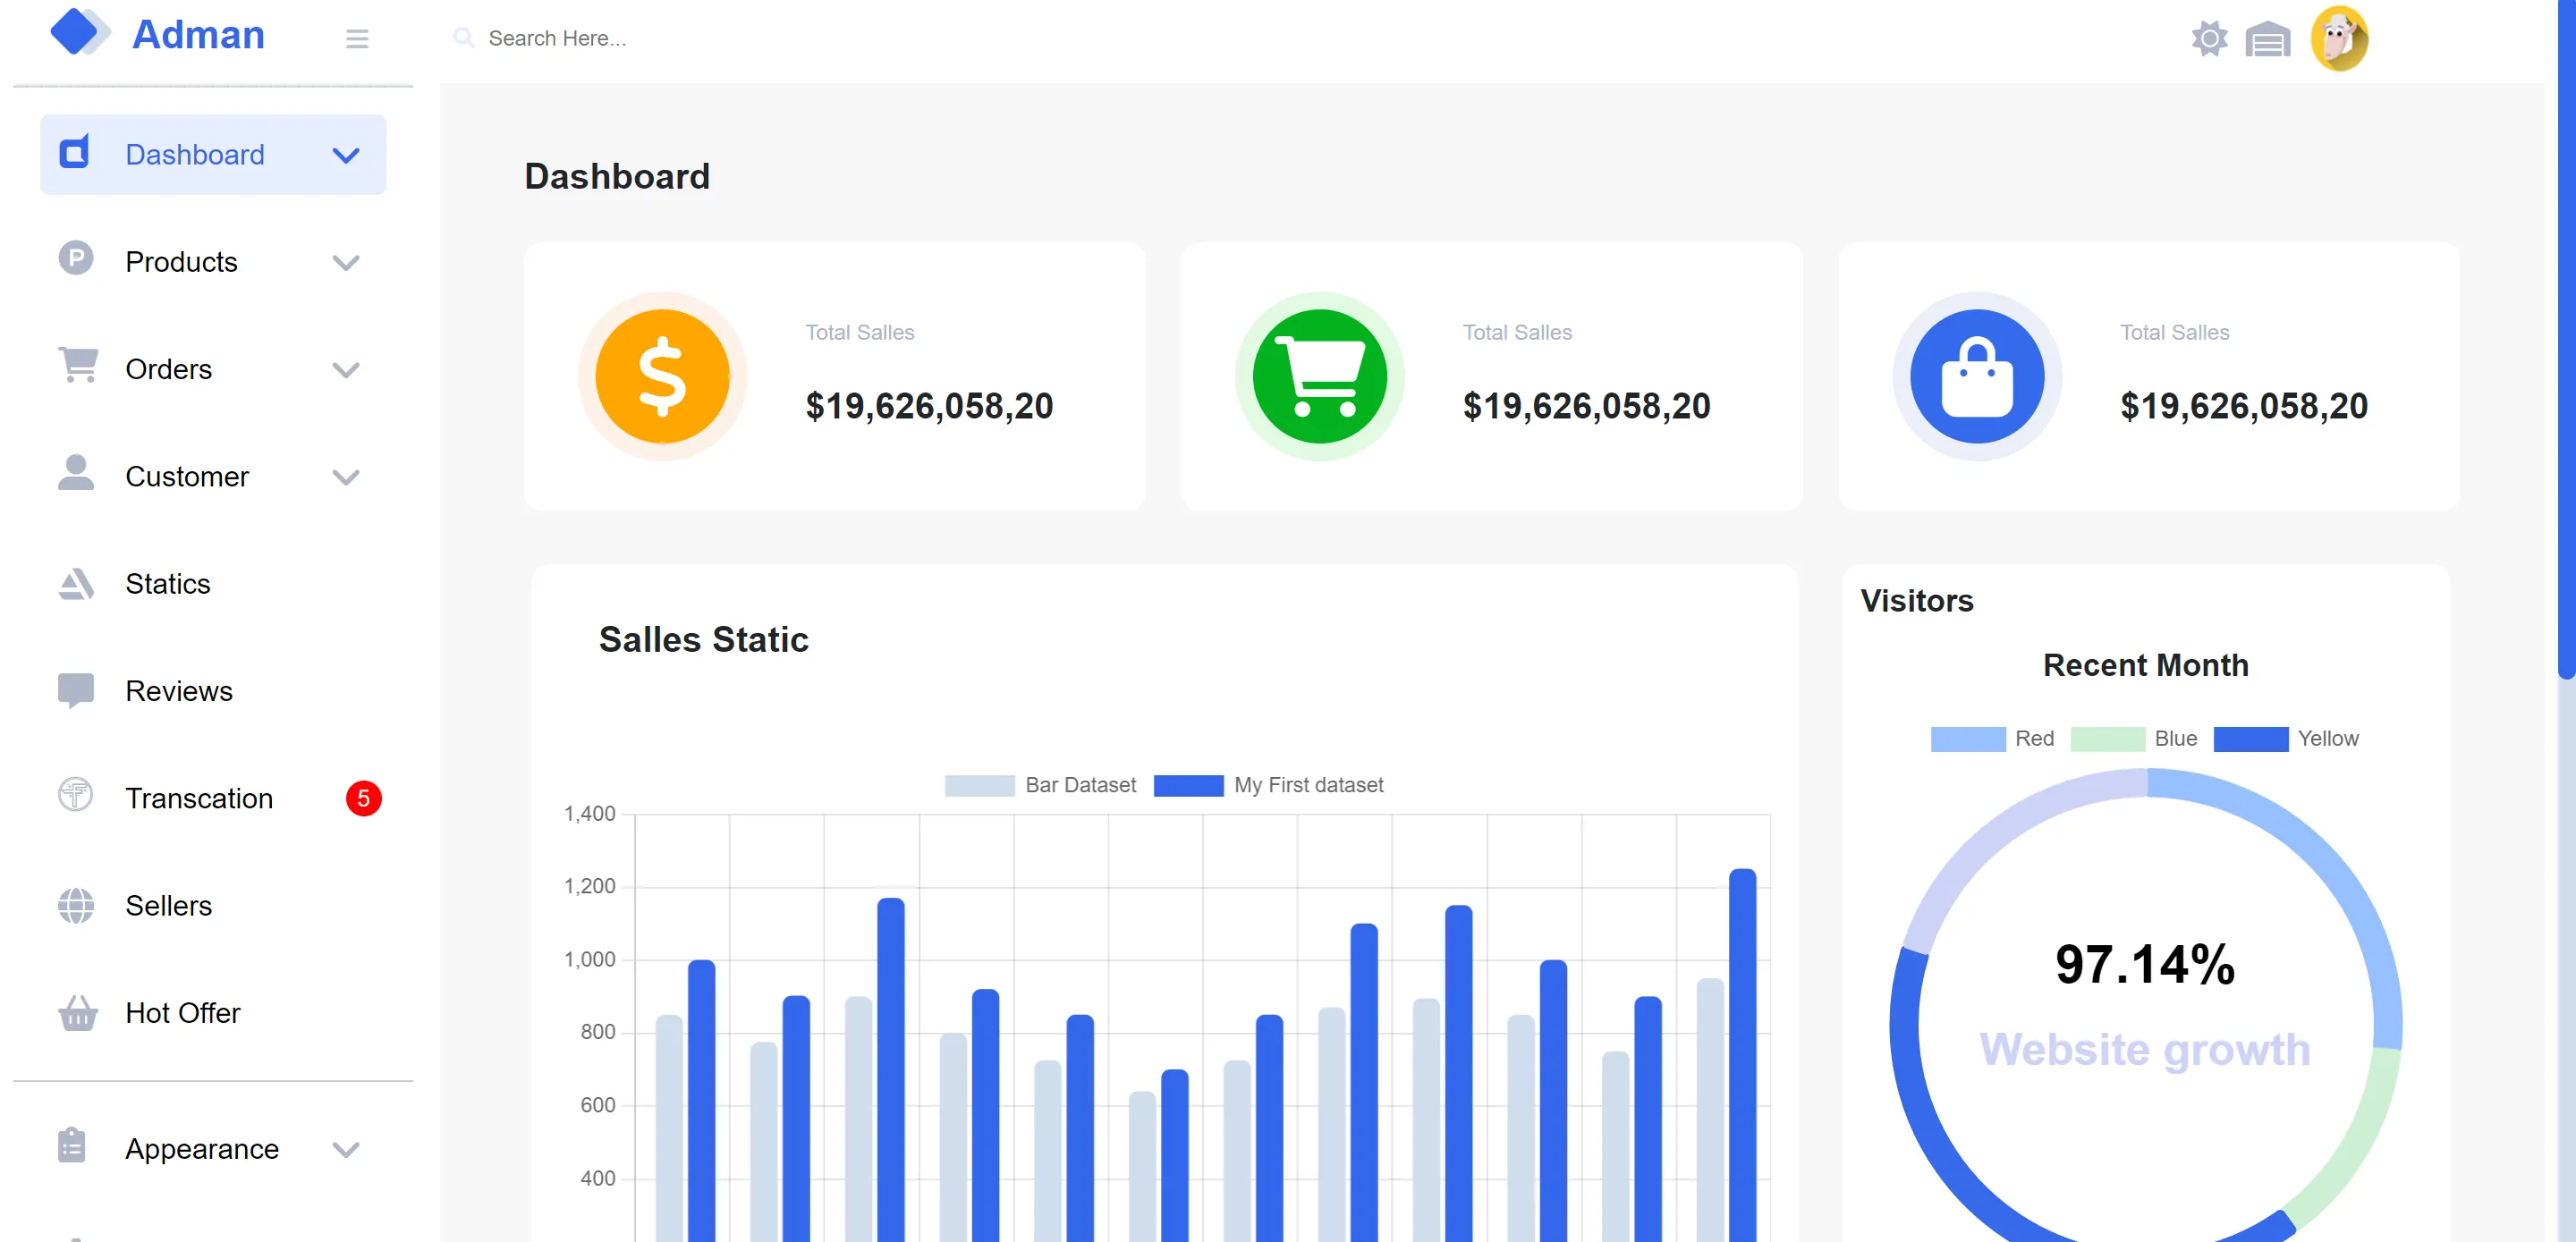 Adman
Search Here...
Dashboard
Products
Orders
Customer
Statics
Reviews
Transcation 5
Sellers
Hot Offer
Appearance
Dashboard
Total Salles
$19,626,058,20
Total Salles
$19,626,058,20
Total Salles
$19,626,058,20
Salles Static
Bar Dataset My First dataset
1,400
1,200
1,000
800
600
400
Visitors
Recent Month
Red Blue Yellow
97.14%
Website growth